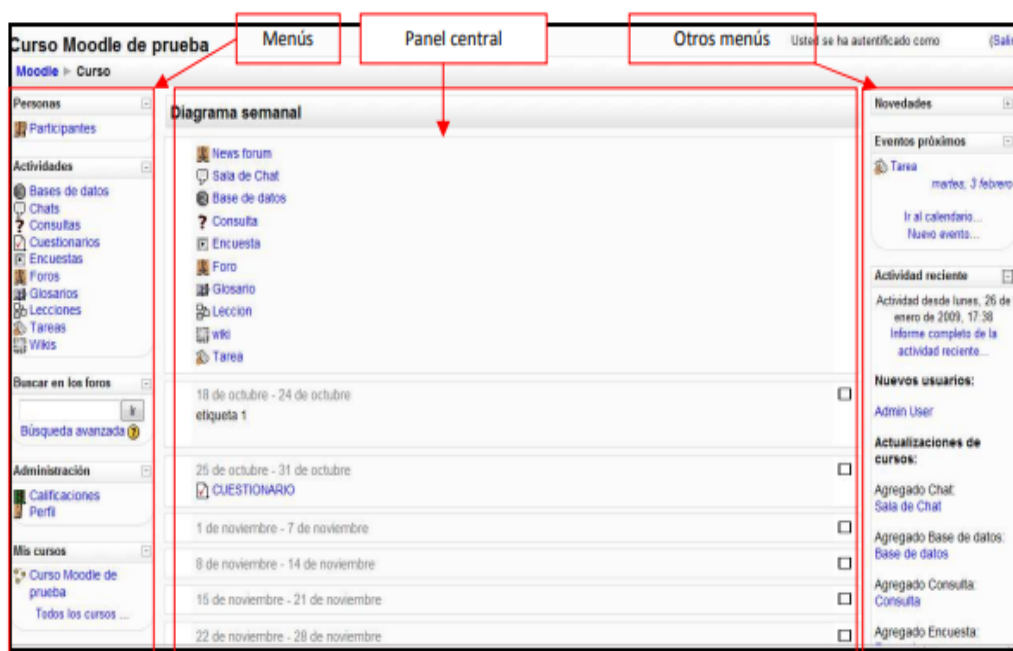 Menús
Panel central
Otros menús
Curso Moodle de prueba
Usted se ha autentificado como (Salir
Moodle ► Curso
Personas
Participantes
Actividades
Bases de datos
Chats
Consultas
Cuestionarios
Encuestas
Foros
Glosarios
Lecciones
Tareas
Wikis
Buscar en los foros
Ir
Búsqueda avanzada ?
Administración
Calificaciones
Perfil
Mis cursos
Curso Moodle de
prueba
Todos los cursos ...
Diagrama semanal
News forum
Sala de Chat
Base de datos
Consulta
Encuesta
Foro
Glosario
Leccion
wiki
Tarea
18 de octubre - 24 de octubre
etiqueta 1
25 de octubre - 31 de octubre
CUESTIONARIO
1 de noviembre - 7 de noviembre
8 de noviembre - 14 de noviembre
15 de noviembre - 21 de noviembre
22 de noviembre - 28 de noviembre
Novedades
Eventos próximos
Tarea
martes, 3 febrero
Ir al calendario...
Nuevo evento...
Actividad reciente
Actividad desde lunes, 26 de
enero de 2009, 17:38
Informe completo de la
actividad reciente...
Nuevos usuarios:
Admin User
Actualizaciones de
cursos:
Agregado Chat:
Sala de Chat
Agregado Base de datos:
Base de datos
Agregado Consulta:
Consulta
Agregado Encuesta: